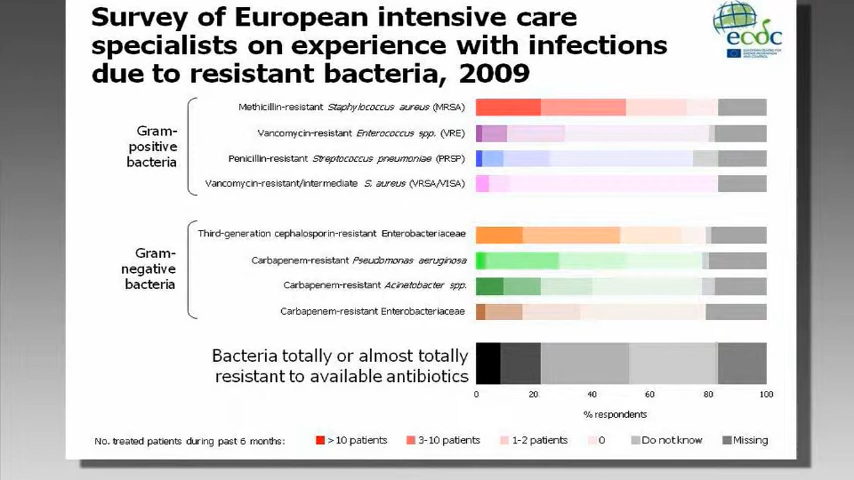 Survey of European intensive care
specialists on experience with infections
due to resistant bacteria, 2009
ecdc
Gram-
positive
bacteria
Methicillin-resistant Staphylococcus aureus (MRSA)
Vancomycin-resistant Enterococcus spp. (VRE)
Penicillin-resistant Streptococcus pneumoniae (PRSP)
Vancomycin-resistant/intermediate S. aureus (VRSA/VISA)
Gram-
negative
bacteria
Third-generation cephalosporin-resistant Enterobacteriaceae
Carbapenem-resistant Pseudomonas aeruginosa
Carbapenem-resistant Acinetobacter spp.
Carbapenem-resistant Enterobacteriaceae
Bacteria totally or almost totally
resistant to available antibiotics
0 20 40 60 80 100
% respondents
No. treated patients during past 6 months: >10 patients 3-10 patients 1-2 patients 0 Do not know Missing